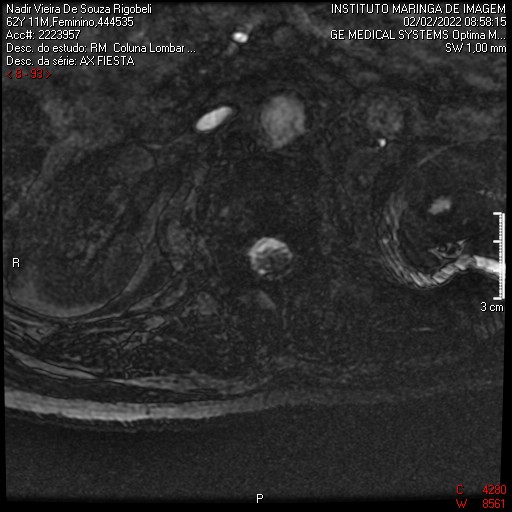 Nadir Vieira De Souza Rigobeli
62Y 11M,Feminino,444535
Acc#: 2223957
Desc. do estudo: RM Coluna Lombar ...
Desc. da série: AX FIESTA
< 8 - 93 >
INSTITUTO MARINGA DE IMAGEM
02/02/2022 08:58:15
GE MEDICAL SYSTEMS Optima M...
SW 1,00 mm
R
3 cm
P
C 4280
W 8561